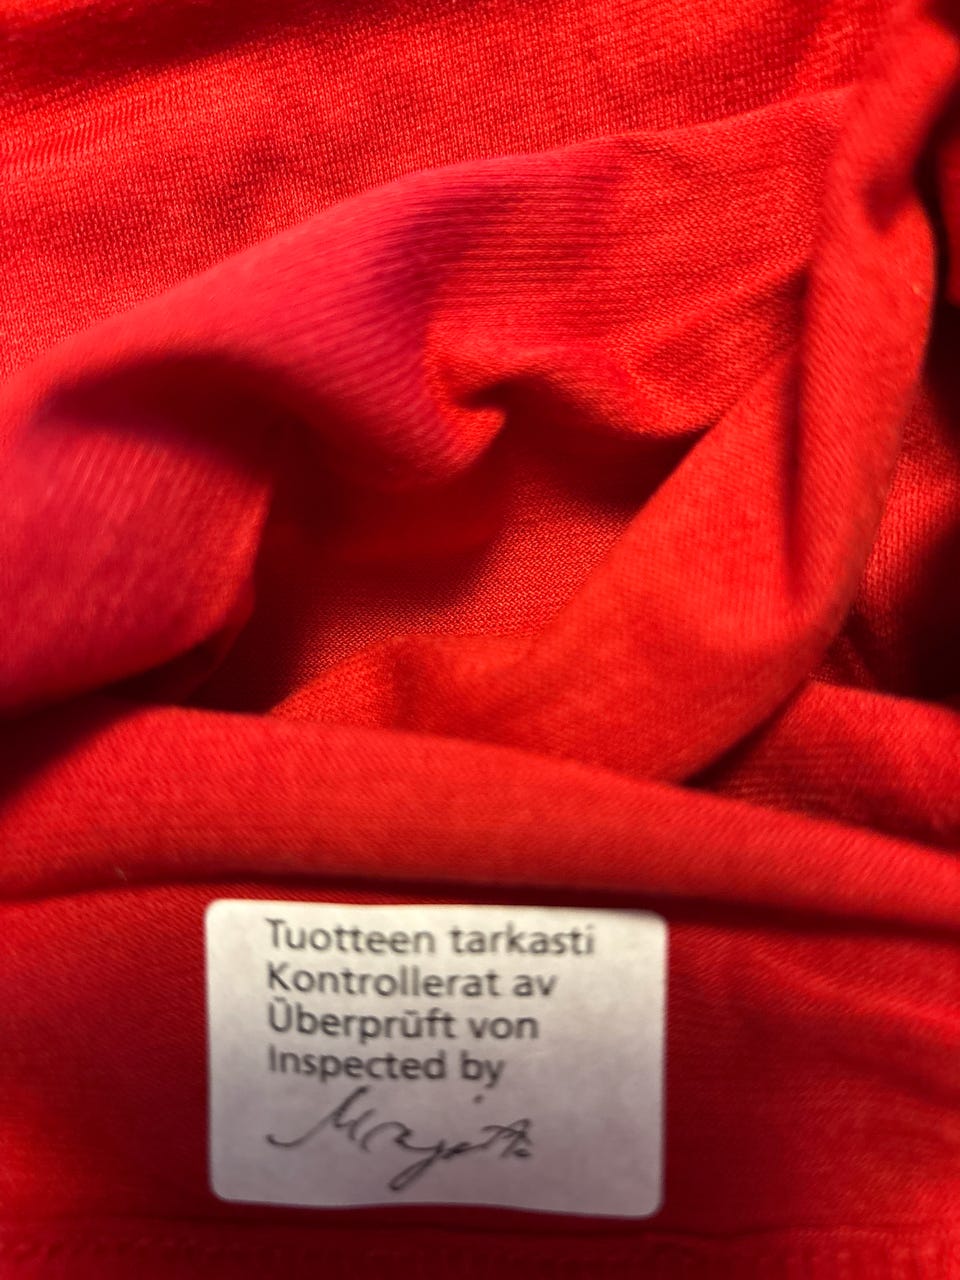 Tuotteen tarkasti
Kontrollerat av
Überprüft von
Inspected by